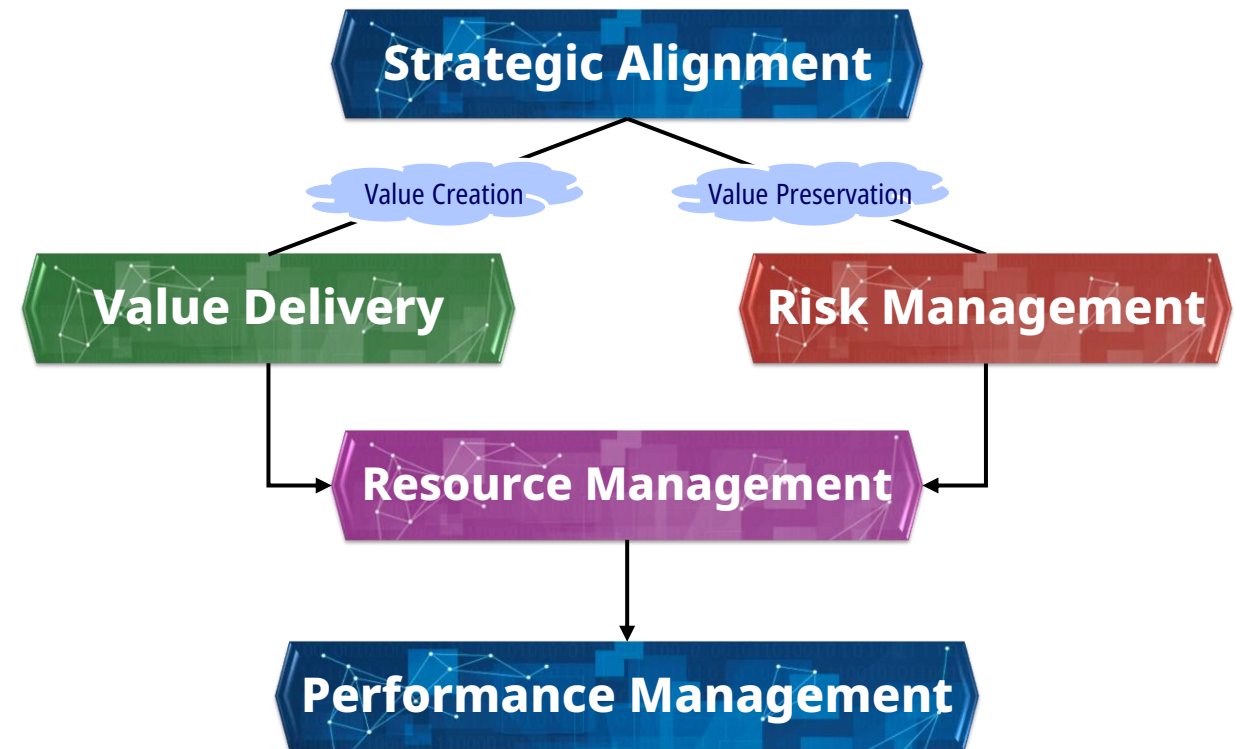 Strategic Alignment
Value Creation
Value Preservation
Value Delivery
Risk Management
Resource Management
Performance Management